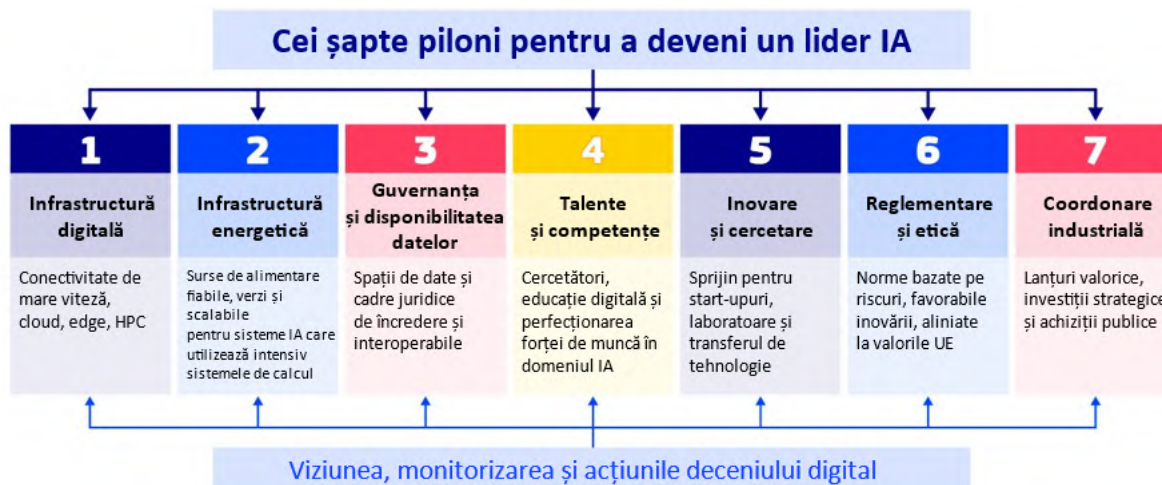 Cei șapte piloni pentru a deveni un lider IA
1
Infrastructură
digitală
Conectivitate de
mare viteză,
cloud, edge, HPC
2
Infrastructură
energetică
Surse de alimentare
fiabile, verzi și
scalabile
pentru sisteme IA care
utilizează intensiv
sistemele de calcul
3
Guvernanța
și disponibilitatea
datelor
Spații de date și
cadre juridice
de încredere și
interoperabile
4
Talente
și competențe
Cercetători,
educație digitală și
perfecționarea
forței de muncă în
domeniul IA
5
Inovare
și cercetare
Sprijin pentru
start-upuri,
laboratoare și
transferul de
tehnologie
6
Reglementare
și etică
Norme bazate pe
riscuri, favorabile
inovării, aliniate
la valorile UE
7
Coordonare
industrială
Lanțuri valorice,
investiții strategice
și achiziții publice
Viziunea, monitorizarea și acțiunile deceniului digital